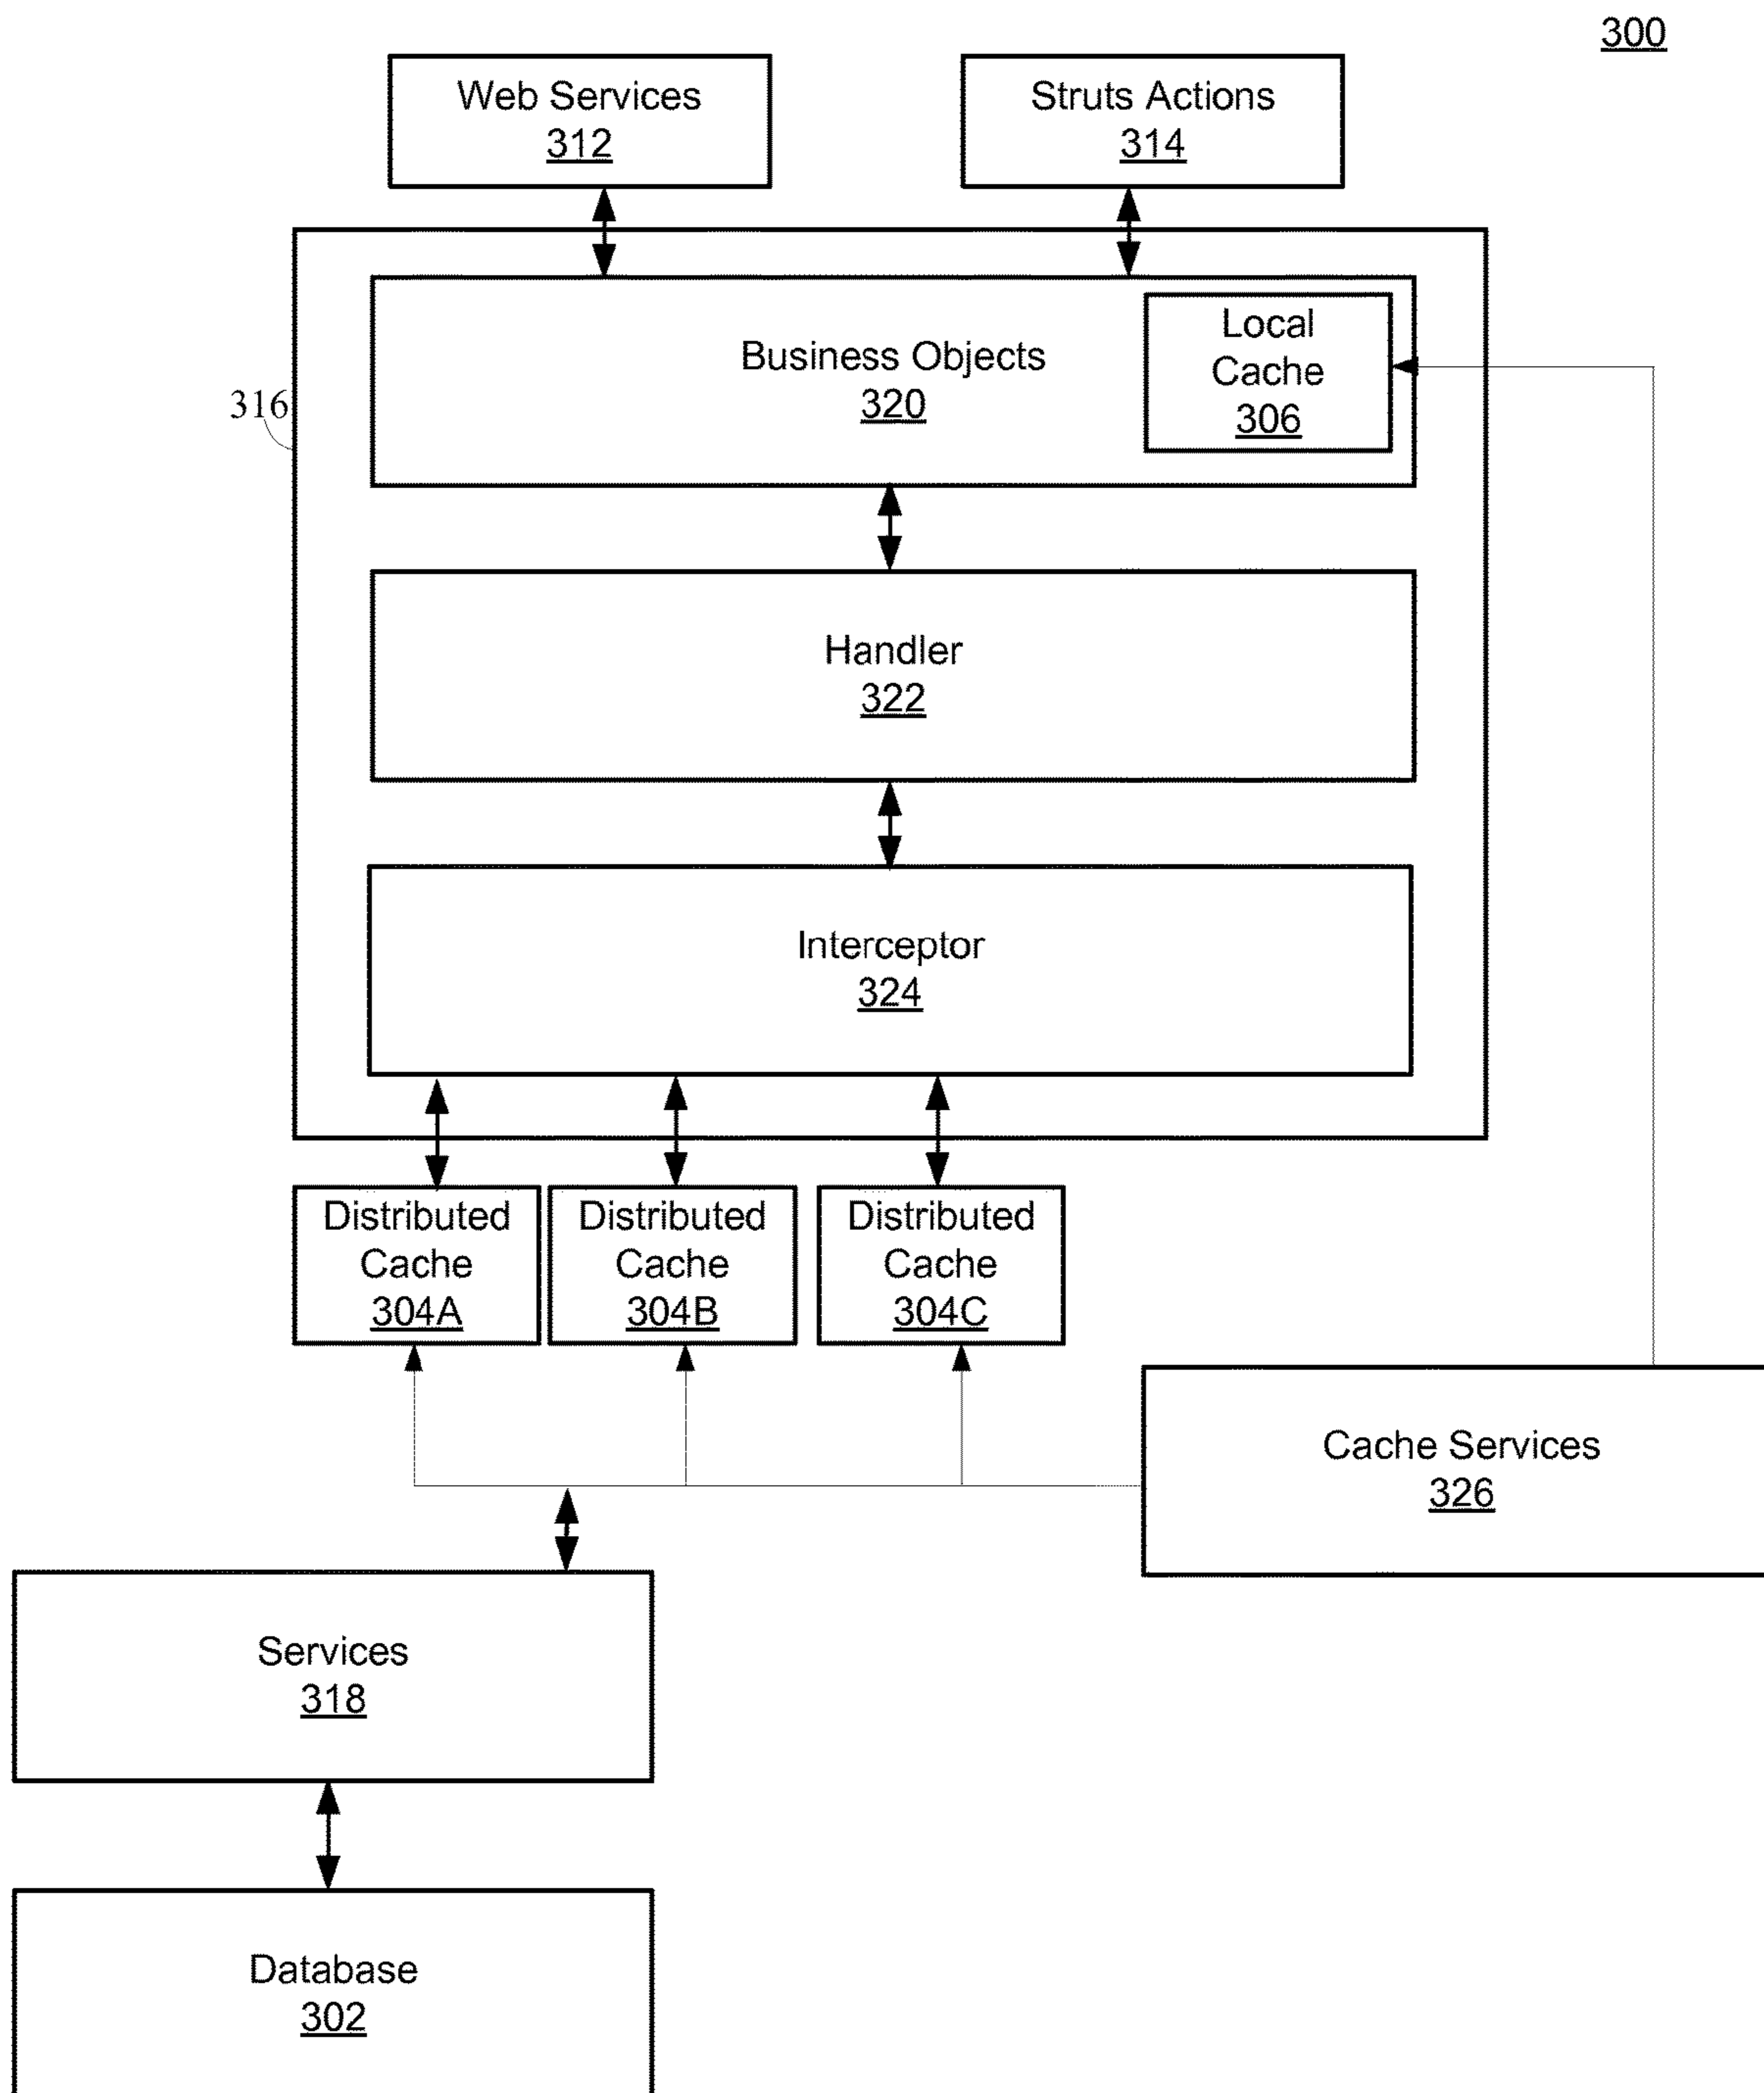 300
Web Services
312
Struts Actions
314
Local
Cache
306
Business Objects
320
316
Handler
322
Interceptor
324
Distributed
Cache
304A
Distributed
Cache
304B
Distributed
Cache
304C
Cache Services
326
Services
318
Database
302